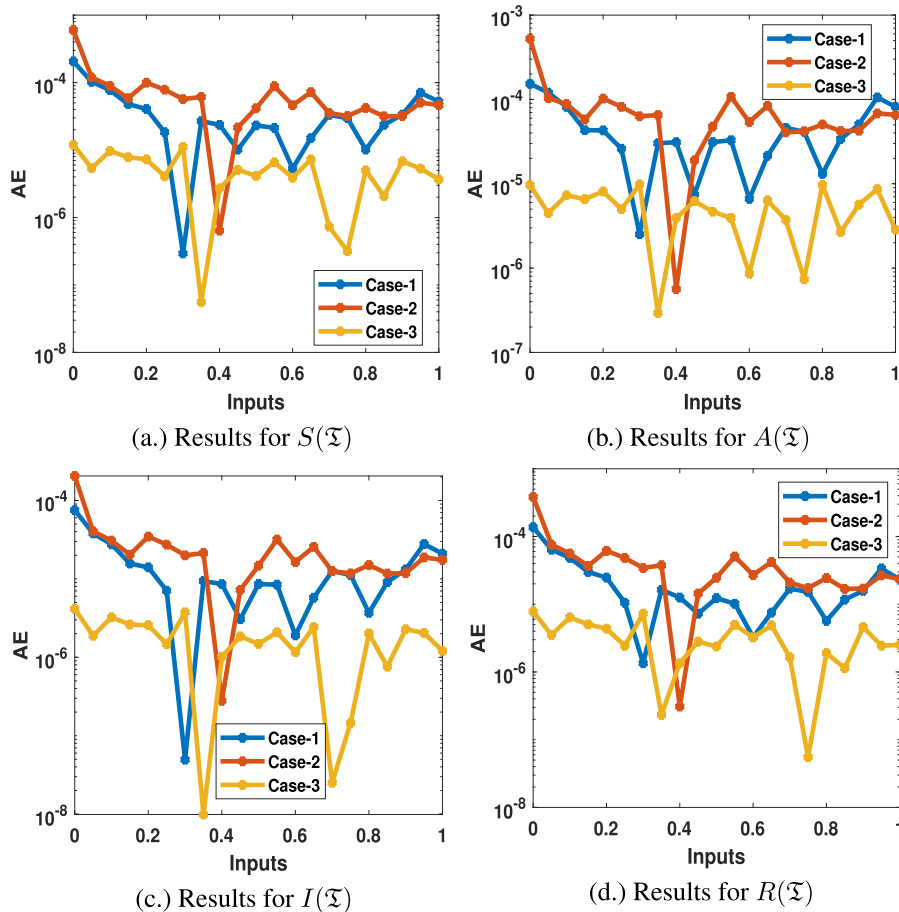 AE
10^-4
10^-6
10^-8
0 0.2 0.4 0.6 0.8 1
Inputs
Case-1
Case-2
Case-3
(a.) Results for S(𝔗)
AE
10^-3
10^-4
10^-5
10^-6
10^-7
0 0.2 0.4 0.6 0.8 1
Inputs
Case-1
Case-2
Case-3
(b.) Results for A(𝔗)
AE
10^-4
10^-6
10^-8
0 0.2 0.4 0.6 0.8 1
Inputs
Case-1
Case-2
Case-3
(c.) Results for I(𝔗)
AE
10^-4
10^-6
10^-8
0 0.2 0.4 0.6 0.8 1
Inputs
Case-1
Case-2
Case-3
(d.) Results for R(𝔗)